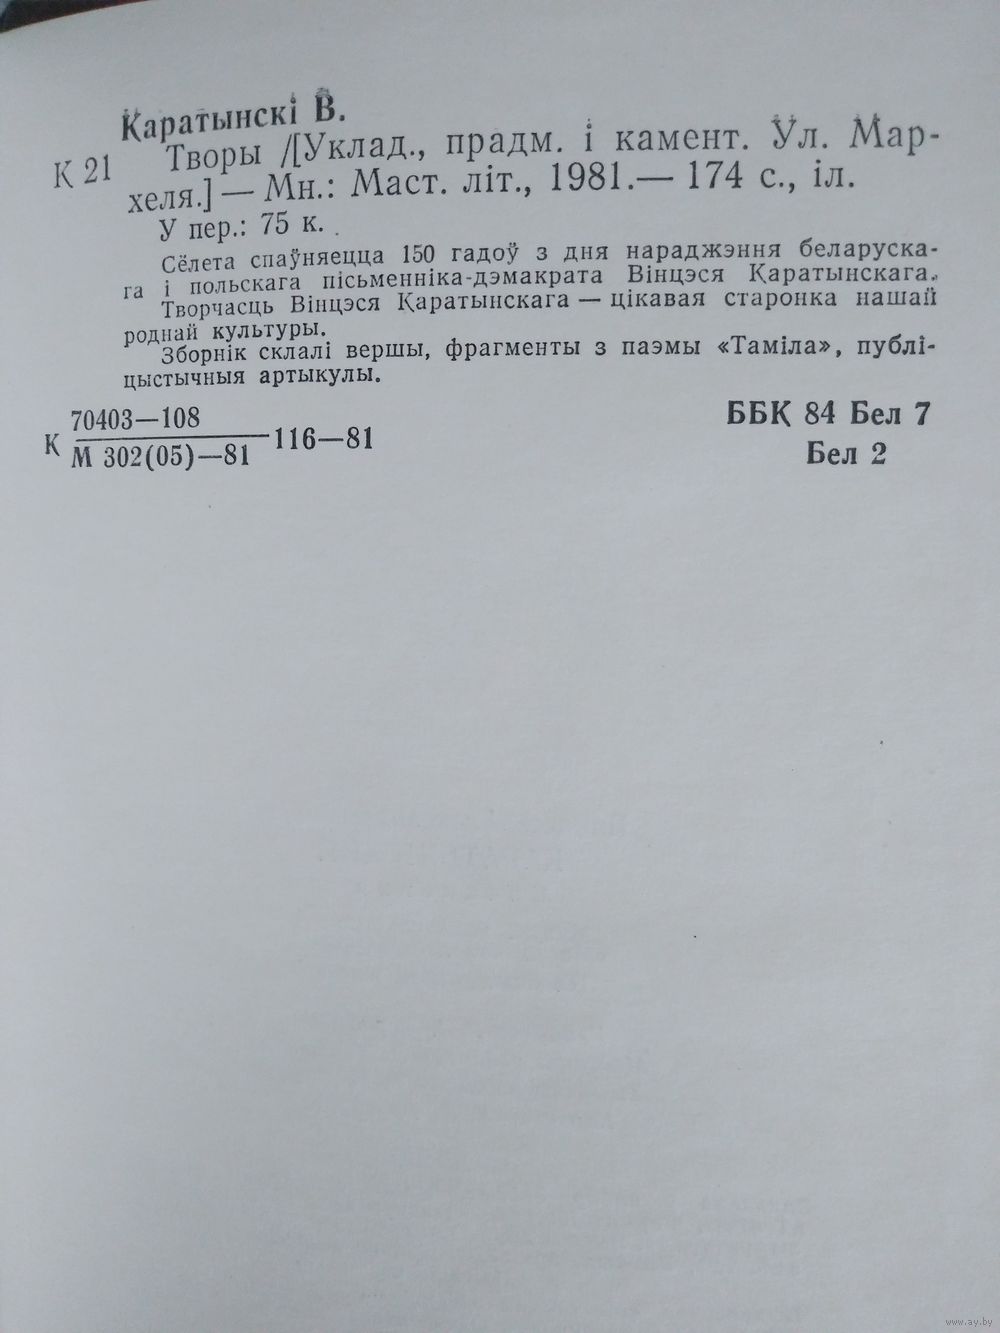 Каратынскі В.
К 21
Творы /[Уклад., прадм. і камент. Ул. Мар-
хеля.] — Мн.: Маст. літ., 1981.— 174 с., іл.
У пер.: 75 к.
Сёлета спаўняецца 150 гадоў з дня нараджэння беларуска-
га і польскага пісьменніка-дэмакрата Вінцэся Каратынскага.
Творчасць Вінцэся Каратынскага — цікавая старонка нашай
роднай культуры.
Зборнік склалі вершы, фрагменты з паэмы «Таміла», публі-
цыстычныя артыкулы.
К 70403—108
М 302(05)—81 116—81
ББК 84 Бел 7
Бел 2
www.ay.by